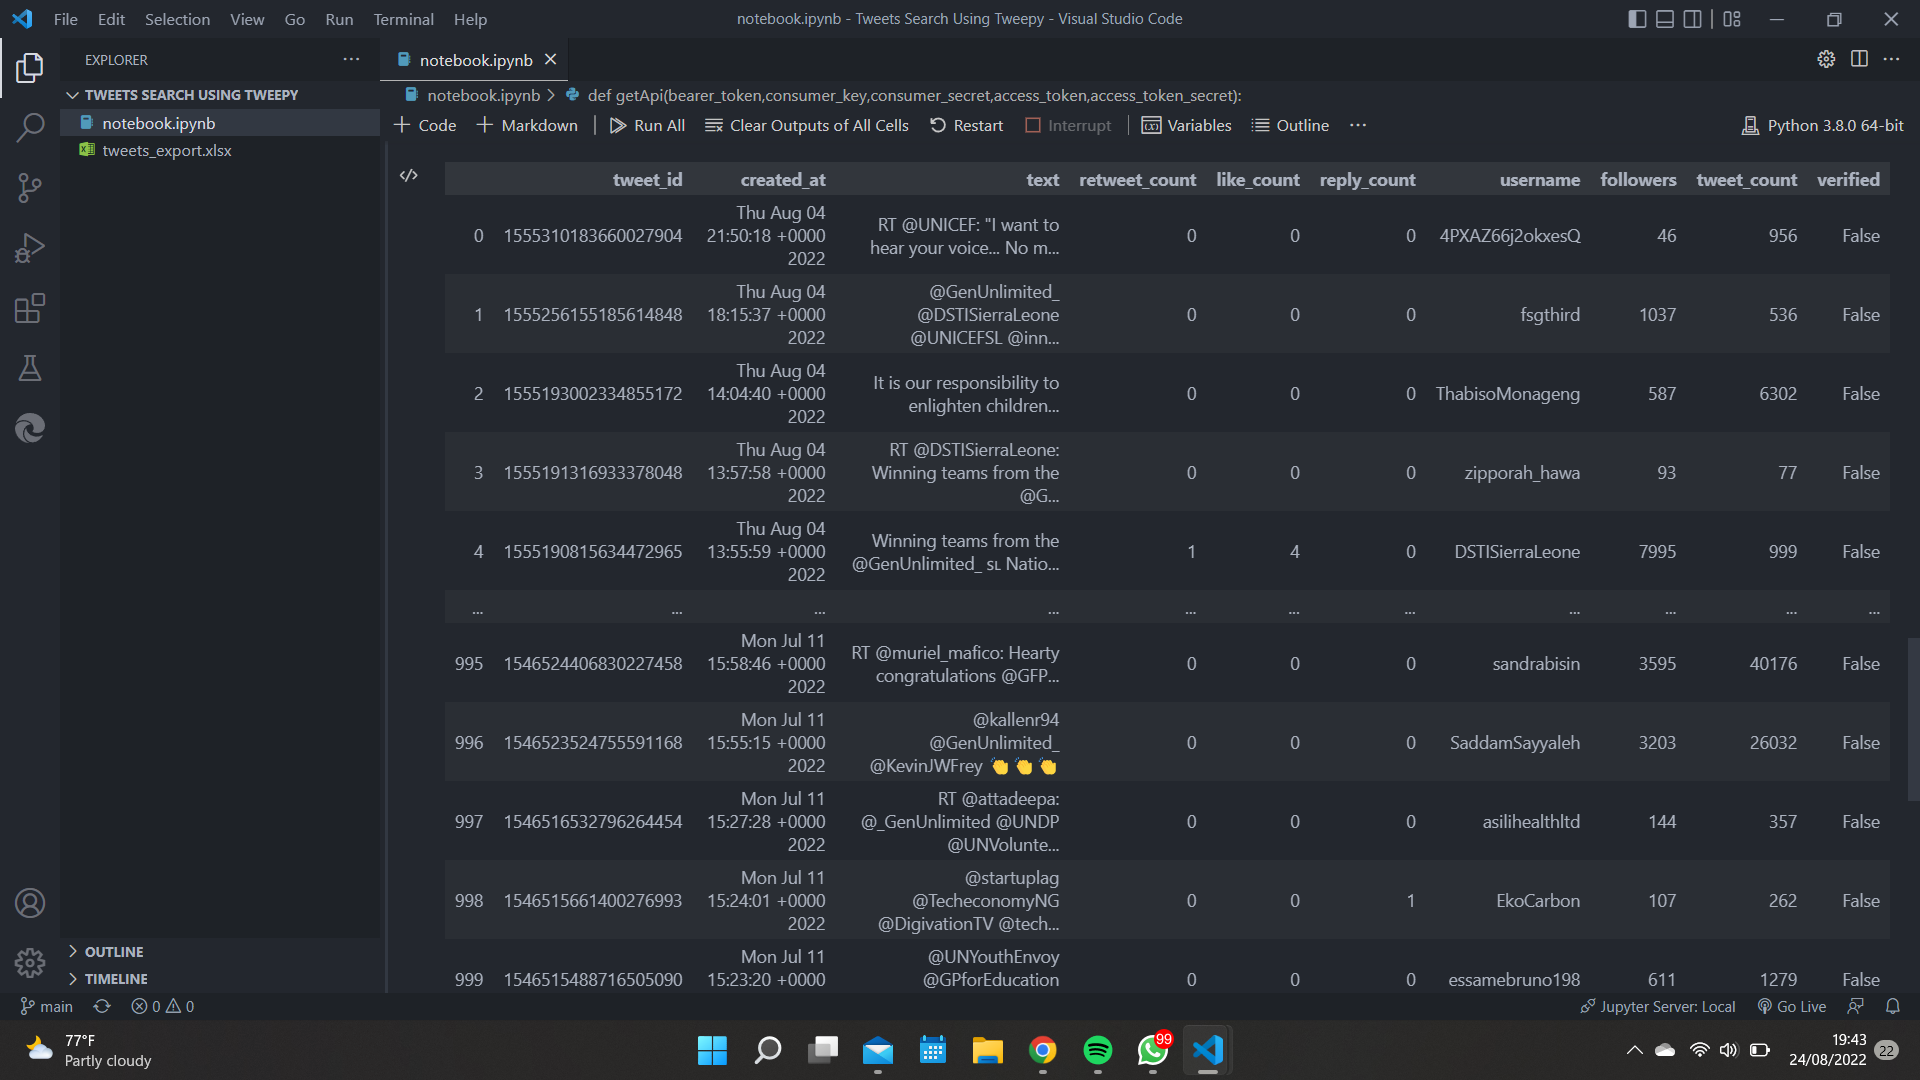 File Edit Selection View Go Run Terminal Help
notebook.ipynb - Tweets Search Using Tweepy - Visual Studio Code
EXPLORER
TWEETS SEARCH USING TWEEPY
notebook.ipynb
tweets_export.xlsx
OUTLINE
TIMELINE
notebook.ipynb
notebook.ipynb > def getApi(bearer_token,consumer_key,consumer_secret,access_token,access_token_secret):
+ Code + Markdown Run All Clear Outputs of All Cells Restart Interrupt Variables Outline ... Python 3.8.0 64-bit
tweet_id created_at text retweet_count like_count reply_count username followers tweet_count verified
Thu Aug 04
RT @UNICEF: "I want to
0 1555310183660027904 21:50:18 +0000 0 0 0 4PXAZ66j2okxesQ 46 956 False
hear your voice... No m...
2022
Thu Aug 04 @GenUnlimited_
1 1555256155185614848 18:15:37 +0000 @DSTISierraLeone 0 0 0 fsgthird 1037 536 False
2022 @UNICEFSL @inn...
Thu Aug 04
It is our responsibility to
2 1555193002334855172 14:04:40 +0000 0 0 0 ThabisoMonageng 587 6302 False
enlighten children...
2022
Thu Aug 04 RT @DSTISierraLeone:
3 1555191316933378048 13:57:58 +0000 Winning teams from the 0 0 0 zipporah_hawa 93 77 False
2022 @G...
Thu Aug 04
Winning teams from the
4 1555190815634472965 13:55:59 +0000 1 4 0 DSTISierraLeone 7995 999 False
@GenUnlimited_ sʟ Natio...
2022
... ... ... ... ... ... ... ... ... ... ...
Mon Jul 11
RT @muriel_mafico: Hearty
995 1546524406830227458 15:58:46 +0000 0 0 0 sandrabisin 3595 40176 False
congratulations @GFP...
2022
Mon Jul 11 @kallenr94
996 1546523524755591168 15:55:15 +0000 @GenUnlimited_ 0 0 0 SaddamSayyaleh 3203 26032 False
2022 @KevinJWFrey 👏 👏 👏
Mon Jul 11 RT @attadeepa:
997 1546516532796264454 15:27:28 +0000 @_GenUnlimited @UNDP 0 0 0 asilihealthltd 144 357 False
2022 @UNVolunte...
Mon Jul 11 @startuplag
998 1546515661400276993 15:24:01 +0000 @TecheconomyNG 0 0 1 EkoCarbon 107 262 False
2022 @DigivationTV @tech...
Mon Jul 11 @UNYouthEnvoy
999 1546515488716505090 15:23:20 +0000 @GPforEducation 0 0 0 essamebruno198 611 1279 False
main 0 0 Jupyter Server: Local Go Live
77°F
Partly cloudy
99
19:43
24/08/2022
22